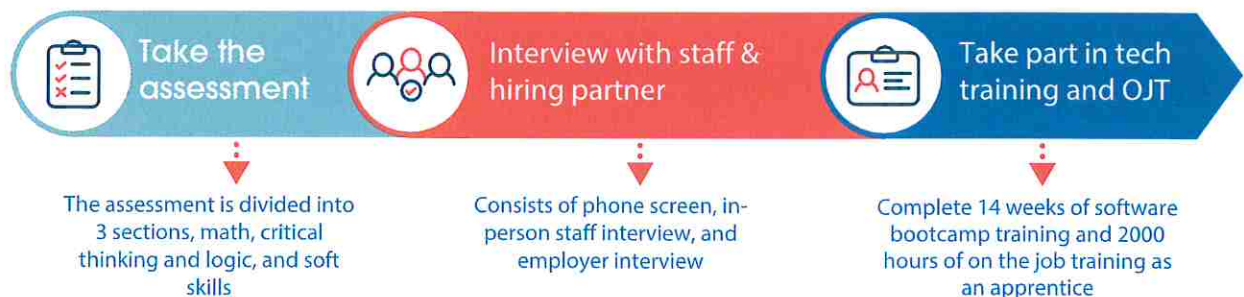 Take the
assessment
Interview with staff &
hiring partner
Take part in tech
training and OJT
The assessment is divided into
3 sections, math, critical
thinking and logic, and soft
skills
Consists of phone screen, in-
person staff interview, and
employer interview
Complete 14 weeks of software
bootcamp training and 2000
hours of on the job training as
an apprentice